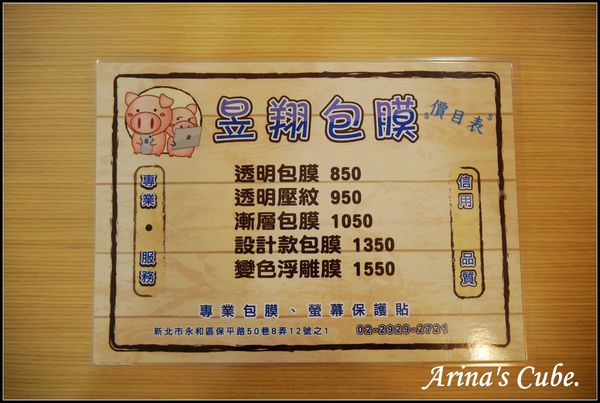 昱翔包膜
價目表
透明包膜 850
透明壓紋 950
漸層包膜 1050
設計款包膜 1350
變色浮雕膜 1550
專業•服務
信用 品質
專業包膜、螢幕保護貼
新北市永和區保平路50巷8弄12號之1 02-2929-2721
Arina's Cube.